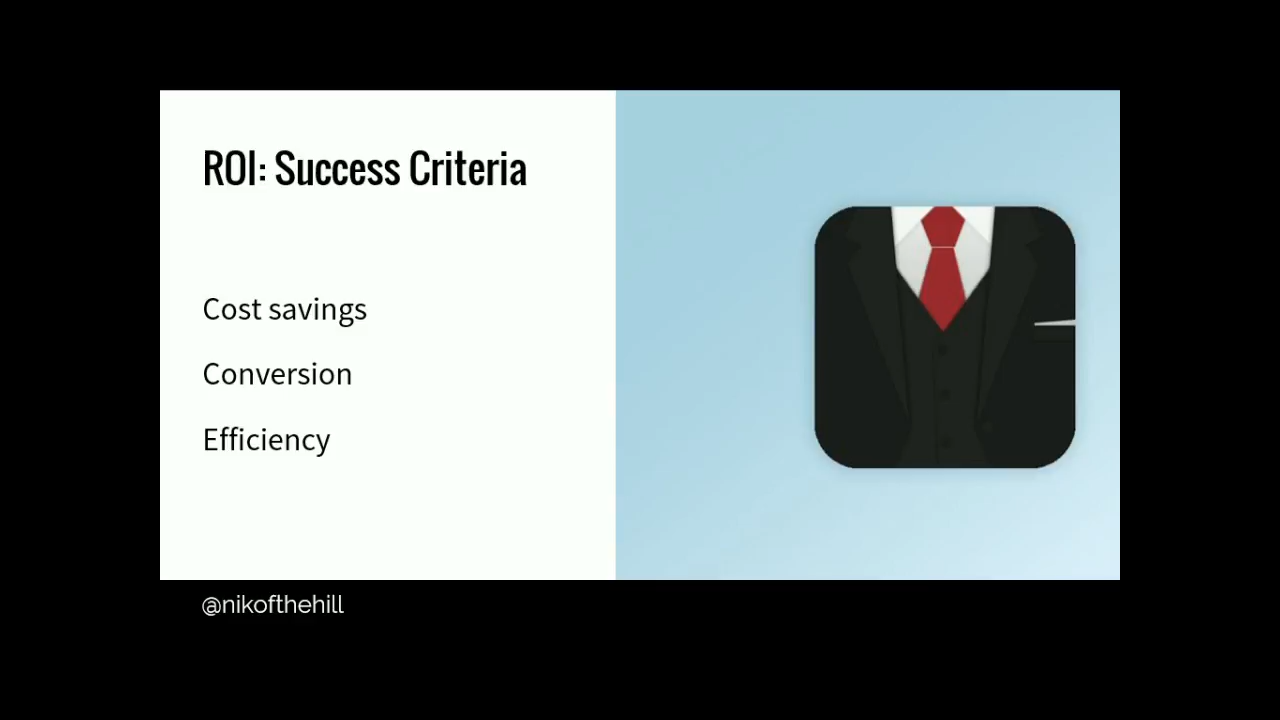 ROI: Success Criteria
Cost savings
Conversion
Efficiency
@nikofthehill